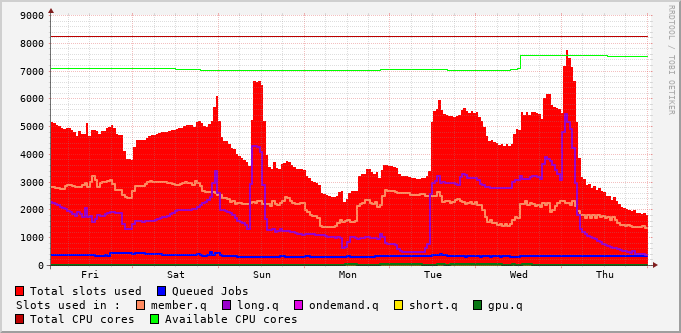 9000
8000
7000
6000
5000
4000
3000
2000
1000
0
Fri Sat Sun Mon Tue Wed Thu
RRDTOOL / TOBI OETIKER
Total slots used Queued Jobs
Slots used in : member.q long.q ondemand.q short.q gpu.q
Total CPU cores Available CPU cores